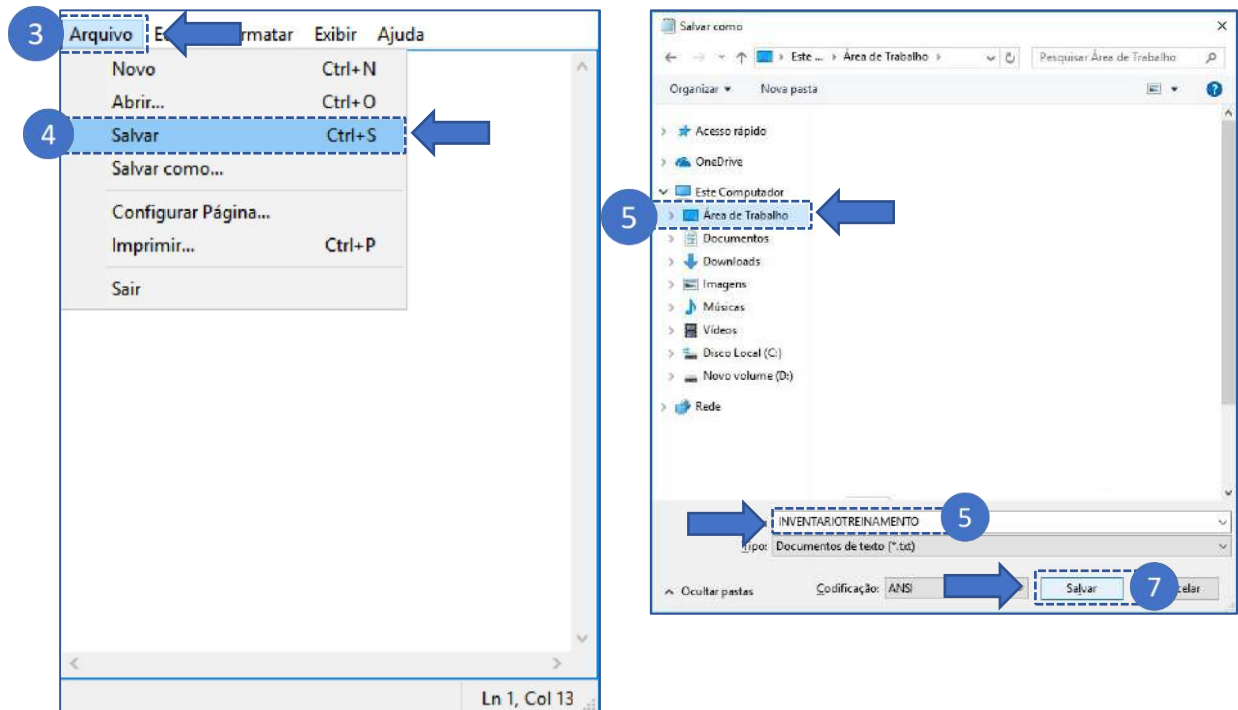 3
Arquivo E rmatar Exibir Ajuda
Novo Ctrl+N
Abrir... Ctrl+O
4
Salvar Ctrl+S
Salvar como...
Configurar Página...
Imprimir... Ctrl+P
Sair
Ln 1, Col 13
Salvar como
Este ... Área de Trabalho
Pesquisar Área de Trabalho
Organizar Nova pasta
Acesso rápido
OneDrive
Este Computador
5
Área de Trabalho
Documentos
Downloads
Imagens
Músicas
Vídeos
Disco Local (C:)
Novo volume (D:)
Rede
INVENTARIOTREINAMENTO 5
Tipo: Documentos de texto (*.txt)
Ocultar pastas Codificação: ANSI Salvar 7 elar